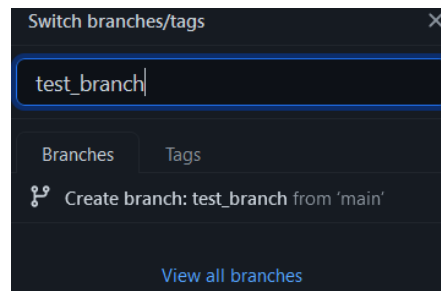 Switch branches/tags
test_branch
Branches Tags
Create branch: test_branch from ‘main’
View all branches